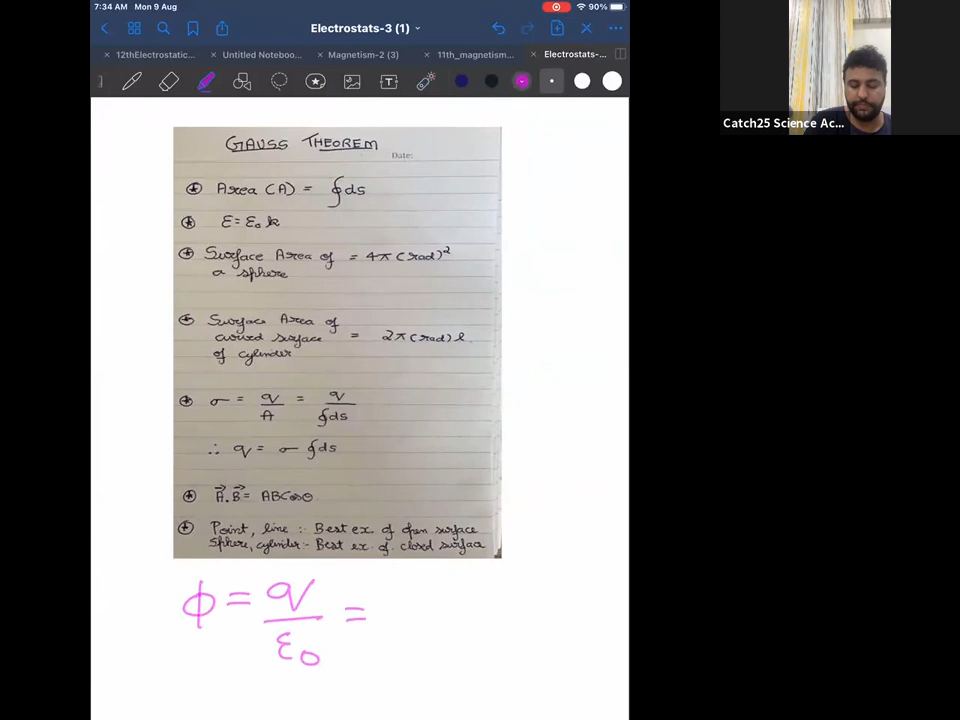 7:34 AM Mon 9 Aug
90%
Electrostats-3 (1)
12thElectrostatic...
Untitled Noteboo...
Magnetism-2 (3)
11th_magnetism...
Electrostats-...
Catch25 Science Ac...
GAUSS THEOREM
Date:
Area (A) = ∮ds
ε = ε₀ k
Surface Area of = 4π (rad)²
a sphere
Surface Area of
curved surface = 2π (rad) l.
of cylinder
σ = q/A = q/∮ds
∴ q = σ ∮ds
A⃗.B⃗ = ABCosθ
Point, line :- Best ex. of open surface
Sphere, cylinder:- Best ex. of closed surface
ϕ = q/ε₀ =